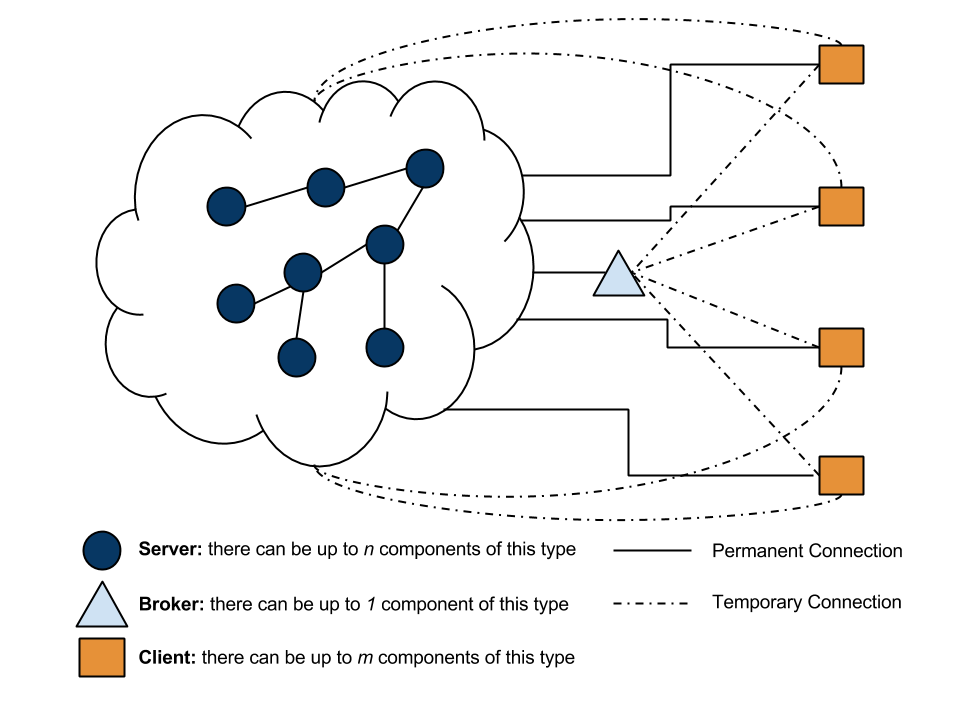 Server: there can be up to n components of this type
Permanent Connection
Broker: there can be up to 1 component of this type
Temporary Connection
Client: there can be up to m components of this type